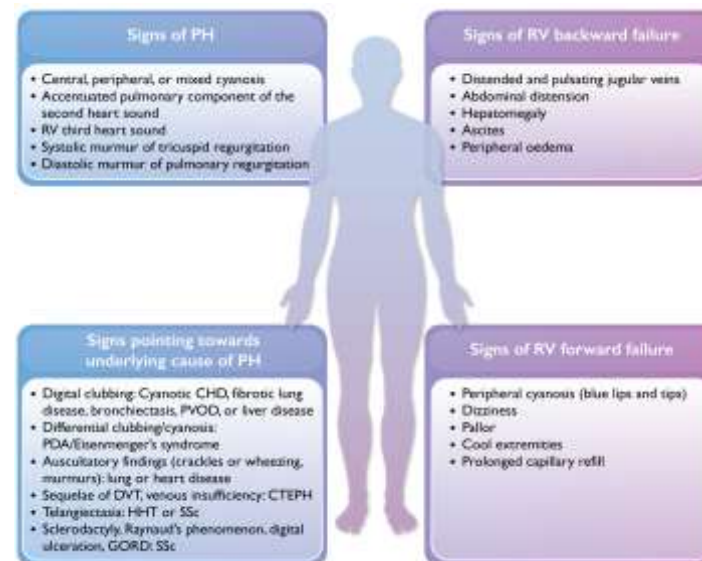 Signs of PH
• Central, peripheral, or mixed cyanosis
• Accentuated pulmonary component of the
second heart sound
• RV third heart sound
• Systolic murmur of tricuspid regurgitation
• Diastolic murmur of pulmonary regurgitation
Signs of RV backward failure
• Distended and pulsating jugular veins
• Abdominal distension
• Hepatomegaly
• Ascites
• Peripheral oedema
Signs pointing towards
underlying cause of PH
• Digital clubbing: Cyanotic CHD, fibrotic lung
disease, bronchiectasis, PVOD, or liver disease
• Differential clubbing/cyanosis:
PDA/Eisenmenger's syndrome
• Auscultatory findings (crackles or wheezing,
murmurs): lung or heart disease
• Sequelae of DVT, venous insufficiency: CTEPH
• Telangiectasia: HHT or SSc
• Sclerodactyly, Raynaud's phenomenon, digital
ulceration, GORD: SSc
Signs of RV forward failure
• Peripheral cyanosis (blue lips and tips)
• Dizziness
• Pallor
• Cool extremities
• Prolonged capillary refill